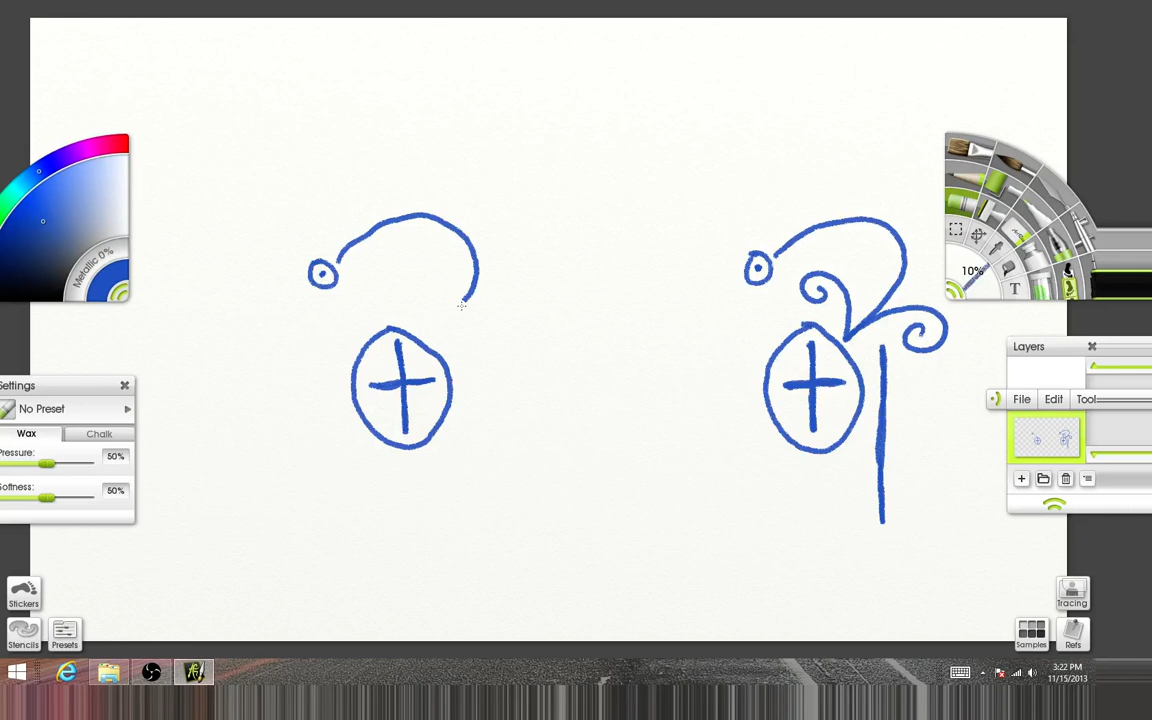 Metallic 0%
10%
T
Settings
No Preset
Wax
Chalk
Pressure:
50%
Softness:
50%
Layers
File
Edit
Tool
Stickers
Stencils
Presets
Tracing
Samples
Refs
3:22 PM
11/15/2013